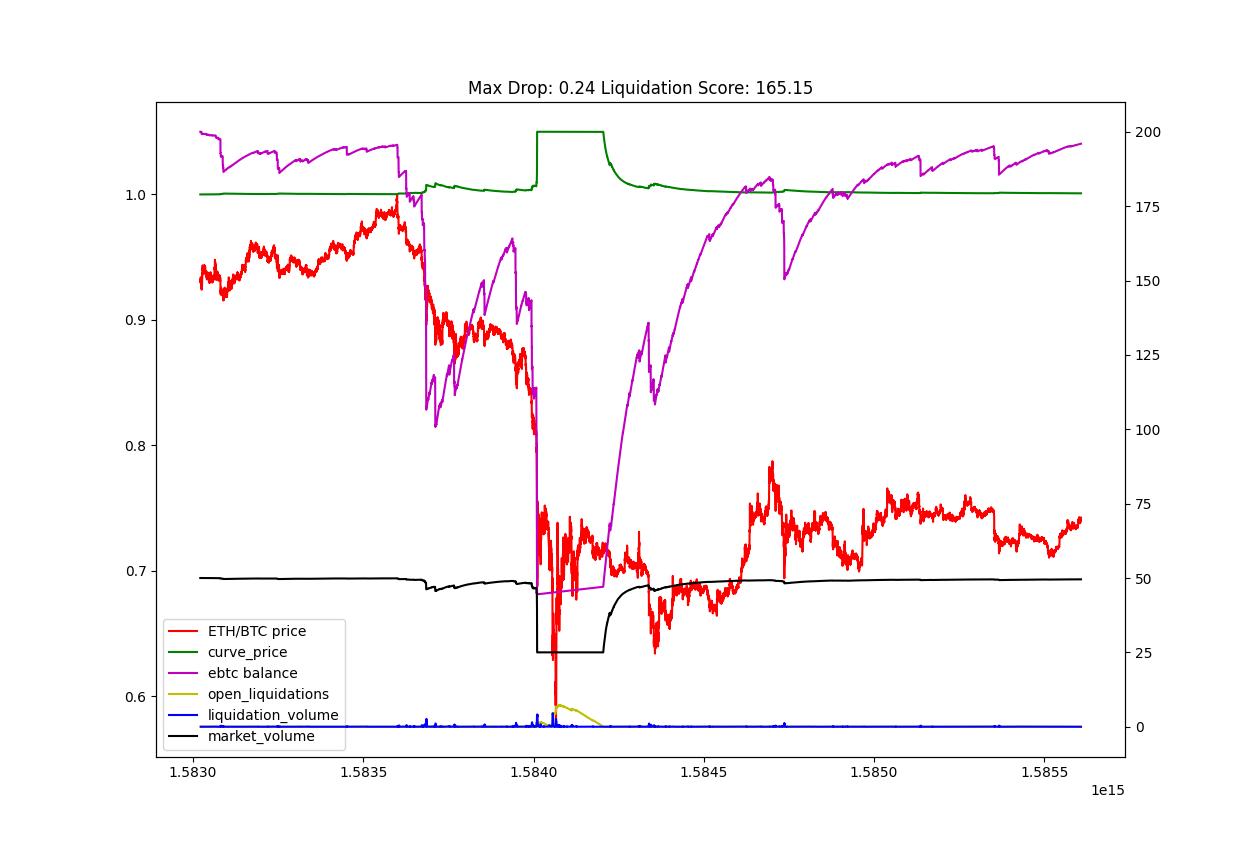 Max Drop: 0.24 Liquidation Score: 165.15
1.0
0.9
0.8
0.7
0.6
200
175
150
125
100
75
50
25
0
ETH/BTC price
curve_price
ebtc balance
open_liquidations
liquidation_volume
market_volume
1.5830 1.5835 1.5840 1.5845 1.5850 1.5855
1e15